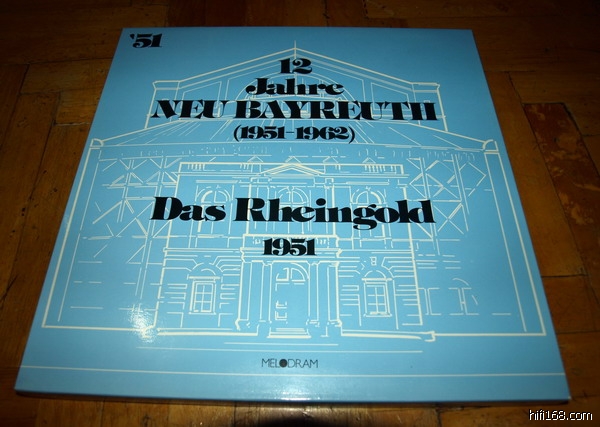 '51
12
Jahre
NEU BAYREUTH
(1951-1962)
Das Rheingold
1951
MELODRAM
hifi168.com